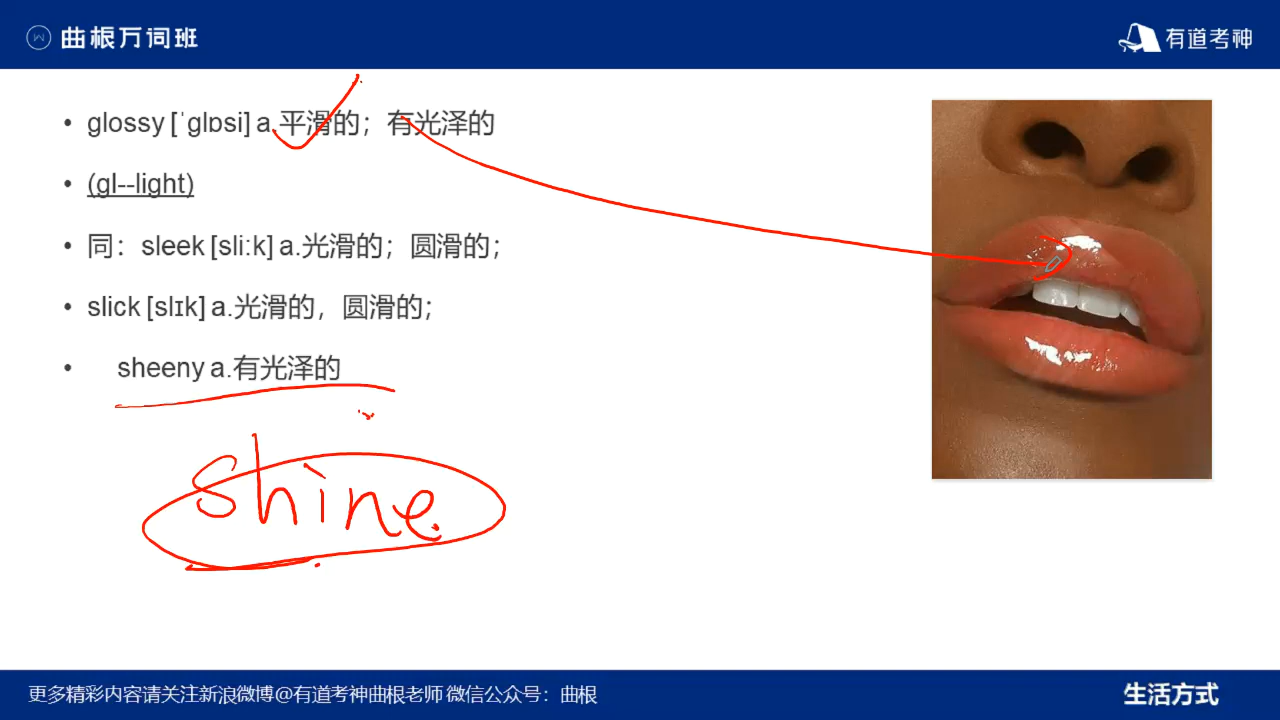 曲根万词班
有道考神
• glossy [ˈglɒsi] a.平滑的；有光泽的
• (gl--light)
• 同：sleek [sliːk] a.光滑的；圆滑的；
• slick [slɪk] a.光滑的，圆滑的；
• sheeny a.有光泽的
shine
更多精彩内容请关注新浪微博@有道考神曲根老师 微信公众号：曲根
生活方式